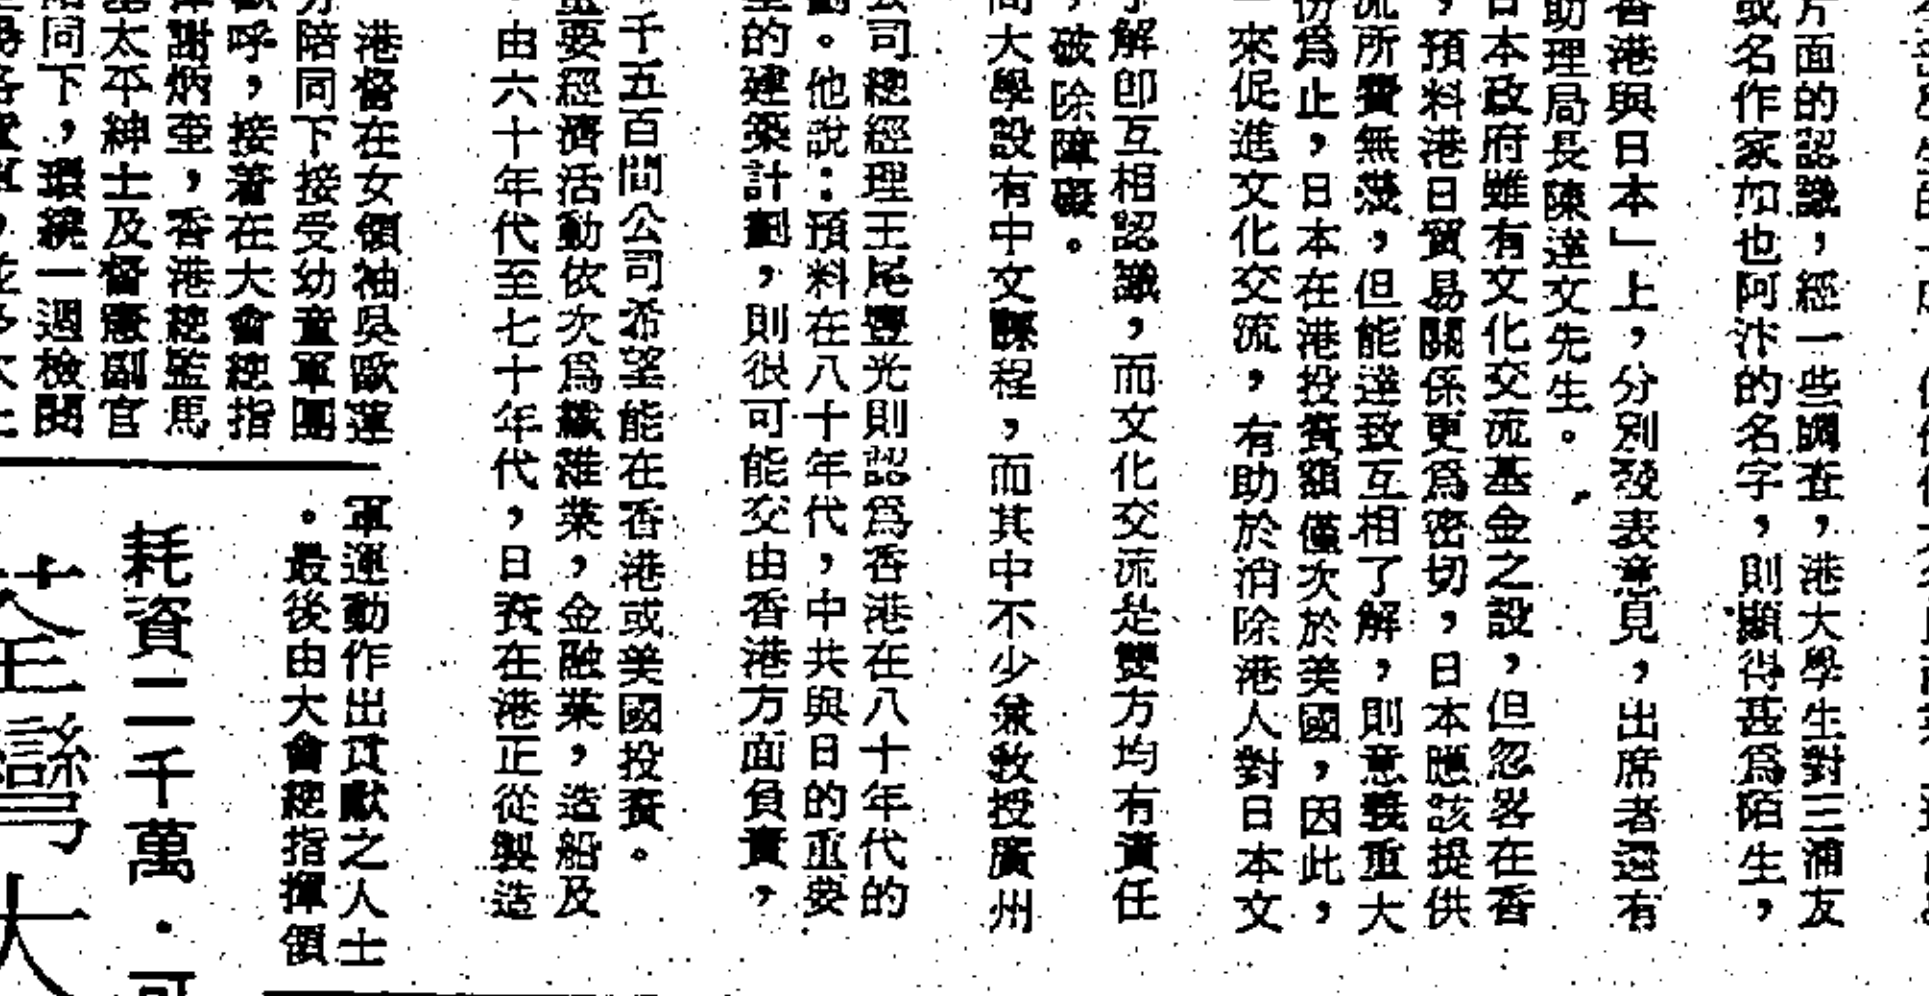 片面的認識，經一些調查，港大學生對三浦友
或名作家加也阿汴的名字，則顯得甚爲陌生，
香港與日本」上，分別發表意見，出席者還有
助理局長陳達文先生。
日本政府雖有文化交流基金之設，但忽畧在香
，預料港日貿易關係更爲密切，日本應該提供
流所費無幾，但能達致互相了解，則意義重大
份爲止，日本在港投資額僅次於美國，因此，
來促進文化交流，有助於消除港人對日本文
了解卽互相認識，而文化交流是雙方均有責任
，破除障礙。
間大學設有中文課程，而其中不少兼敎授廣州
公司總經理王尾豐光則認爲香港在八十年代的
劃。他說：預料在八十年代，中共與日的重要
的建築計劃，則很可能交由香港方面負責，
千五百間公司希望能在香港或美國投資。
重要經濟活動依次爲纖維業，金融業，造船及
由六十年代至七十年代，日資在港正從製造
港督在女領袖吳歐蓮
陪同下接受幼童軍團
歡呼，接着在大會總指
謝炳奎，香港總監馬
太平紳士及督憲副官
陪同下，環繞一週檢閱
軍運動作出貢獻之人士
。最後由大會總指揮領
耗資二千萬．可
荃灣大